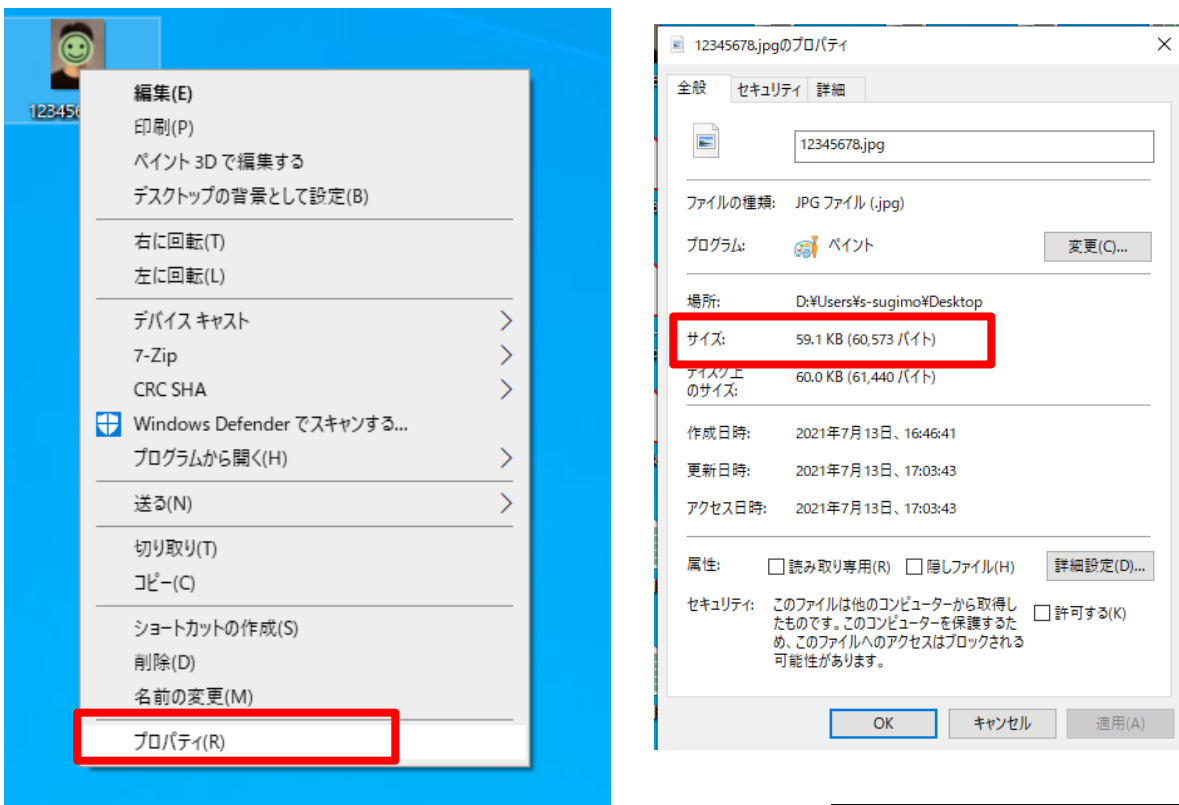 編集(E)
印刷(P)
ペイント 3D で編集する
デスクトップの背景として設定(B)
右に回転(T)
左に回転(L)
デバイス キャスト
7-Zip
CRC SHA
Windows Defender でスキャンする...
プログラムから開く(H)
送る(N)
切り取り(T)
コピー(C)
ショートカットの作成(S)
削除(D)
名前の変更(M)
プロパティ(R)
12345678.jpgのプロパティ
全般 セキュリティ 詳細
12345678.jpg
ファイルの種類: JPG ファイル (.jpg)
プログラム: ペイント 変更(C)...
場所: D:¥Users¥s-sugimo¥Desktop
サイズ: 59.1 KB (60,573 バイト)
ディスク上
のサイズ: 60.0 KB (61,440 バイト)
作成日時: 2021年7月13日、16:46:41
更新日時: 2021年7月13日、17:03:43
アクセス日時: 2021年7月13日、17:03:43
属性: 読み取り専用(R) 隠しファイル(H) 詳細設定(D)...
セキュリティ: このファイルは他のコンピューターから取得し
たものです。このコンピューターを保護するた
め、このファイルへのアクセスはブロックされる
可能性があります。
許可する(K)
OK キャンセル 適用(A)